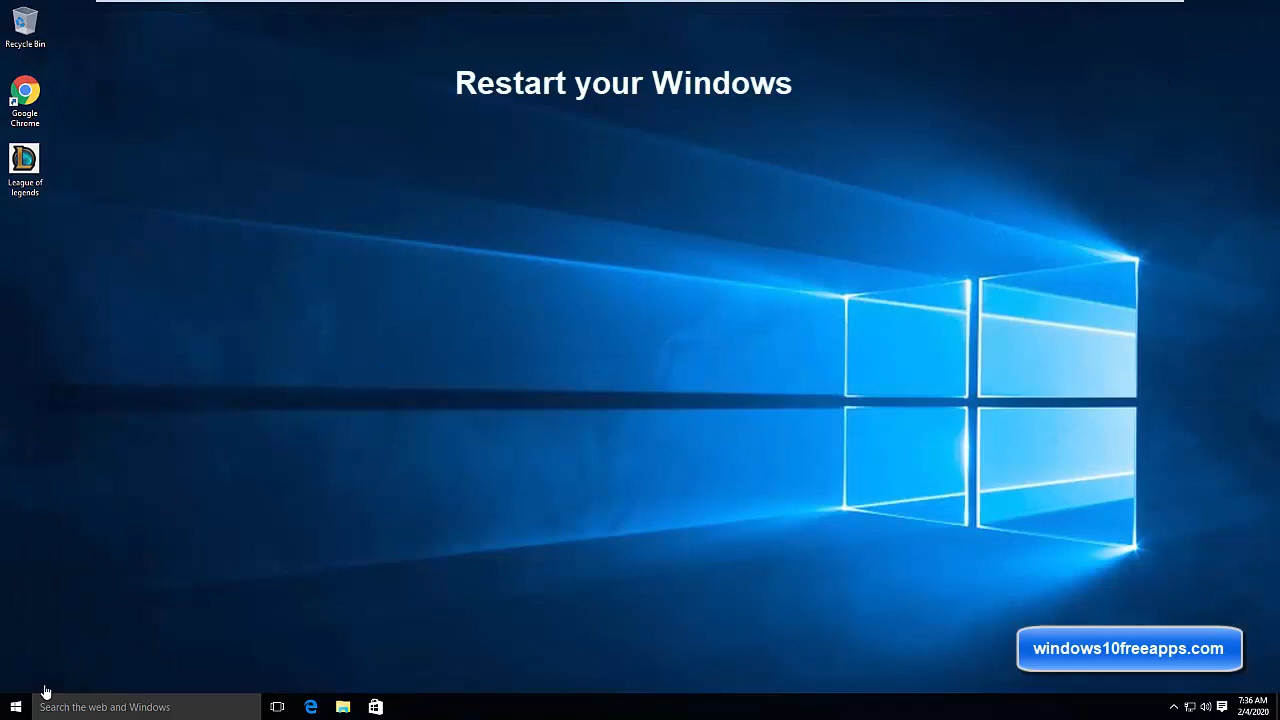 Recycle Bin
Restart your Windows
Google
Chrome
League of
legends
windows10freeapps.com
Search the web and Windows
7:36 AM
2/4/2020